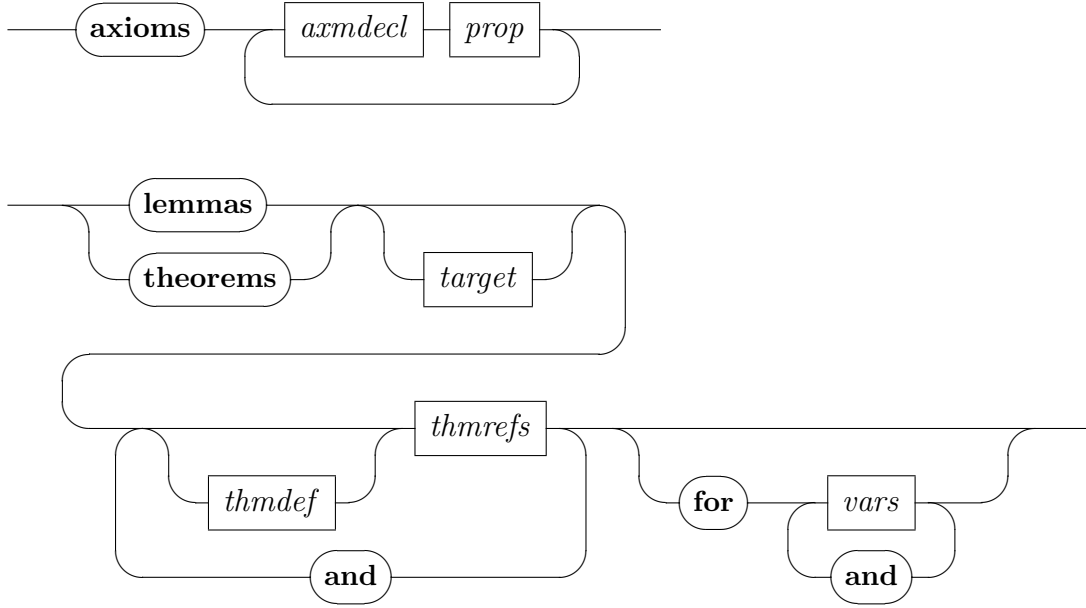 axioms axmdecl prop
lemmas
theorems target
thmrefs
thmdef for vars
and and